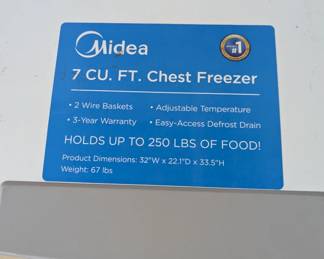 Midea
#1
7 CU. FT. Chest Freezer
• 2 Wire Baskets • Adjustable Temperature
• 3-Year Warranty • Easy-Access Defrost Drain
HOLDS UP TO 250 LBS OF FOOD!
Product Dimensions: 32"W x 22.1"D x 33.5"H
Weight: 67 lbs